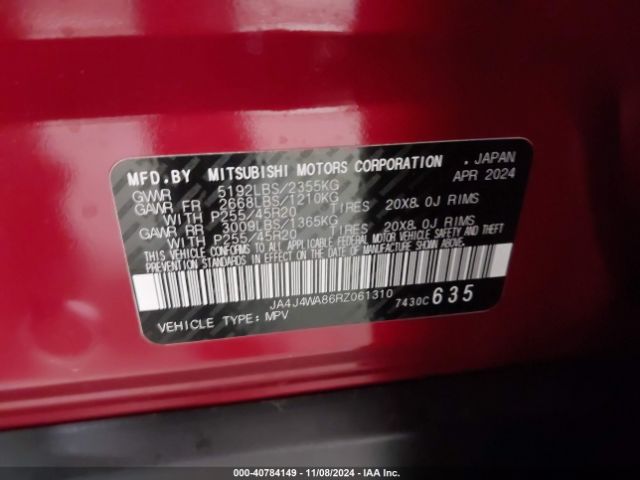 MFD.BY MITSUBISHI MOTORS CORPORATION . JAPAN
GVWR 5192LBS/2355KG APR 2024
GAWR FR 2668LBS/1210KG
WITH P255/45R20 TIRES 20X8.0J RIMS
GAWR RR 3009LBS/1365KG
WITH P255/45R20 TIRES 20X8.0J RIMS
THIS VEHICLE CONFORMS TO ALL APPLICABLE FEDERAL MOTOR VEHICLE SAFETY AND THEFT
PREVENTION STANDARDS IN EFFECT ON THE DATE OF MANUFACTURE SHOWN ABOVE.
JA4J4WA86RZ061310 7430C 635
VEHICLE TYPE: MPV
© 40784149 - 11/08/2024 - IAA Inc.